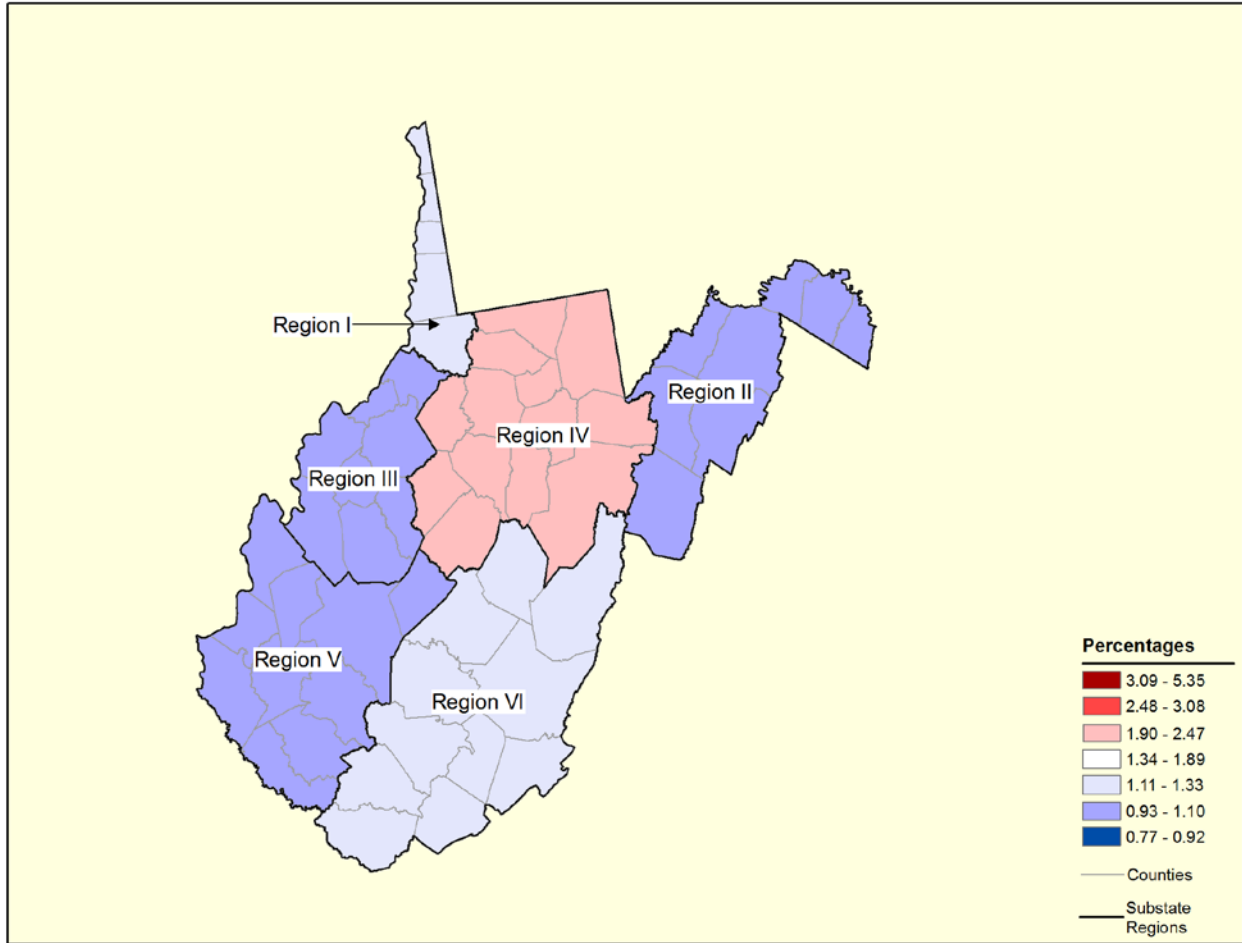 Region I
Region II
Region IV
Region III
Region V
Region VI
Percentages
3.09 - 5.35
2.48 - 3.08
1.90 - 2.47
1.34 - 1.89
1.11 - 1.33
0.93 - 1.10
0.77 - 0.92
Counties
Substate
Regions